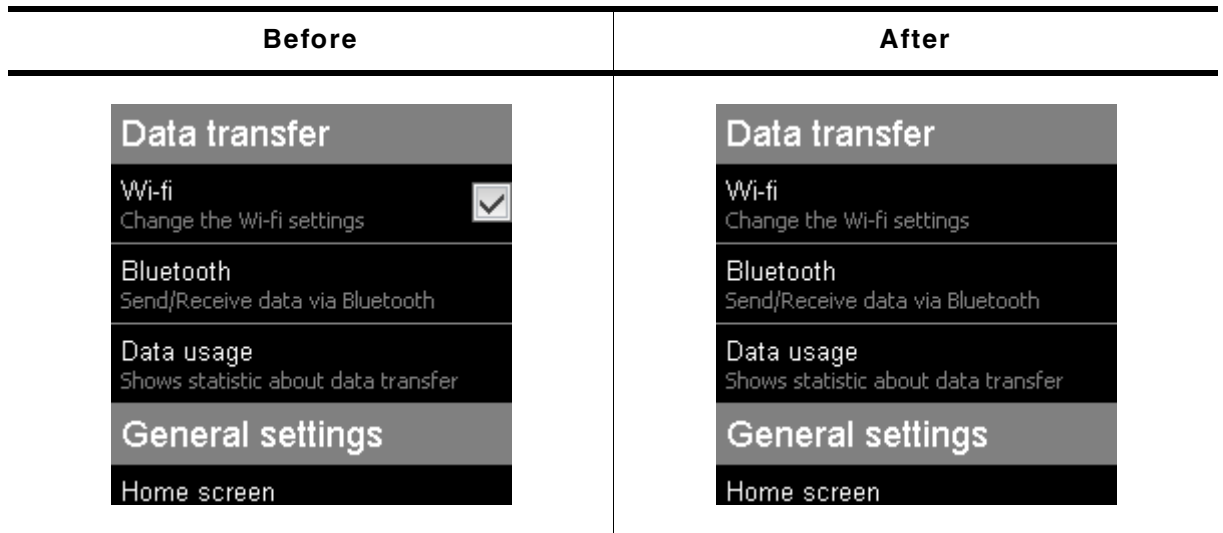 Before
After
Data transfer
Wi-fi
Change the Wi-fi settings
Bluetooth
Send/Receive data via Bluetooth
Data usage
Shows statistic about data transfer
General settings
Home screen
Data transfer
Wi-fi
Change the Wi-fi settings
Bluetooth
Send/Receive data via Bluetooth
Data usage
Shows statistic about data transfer
General settings
Home screen